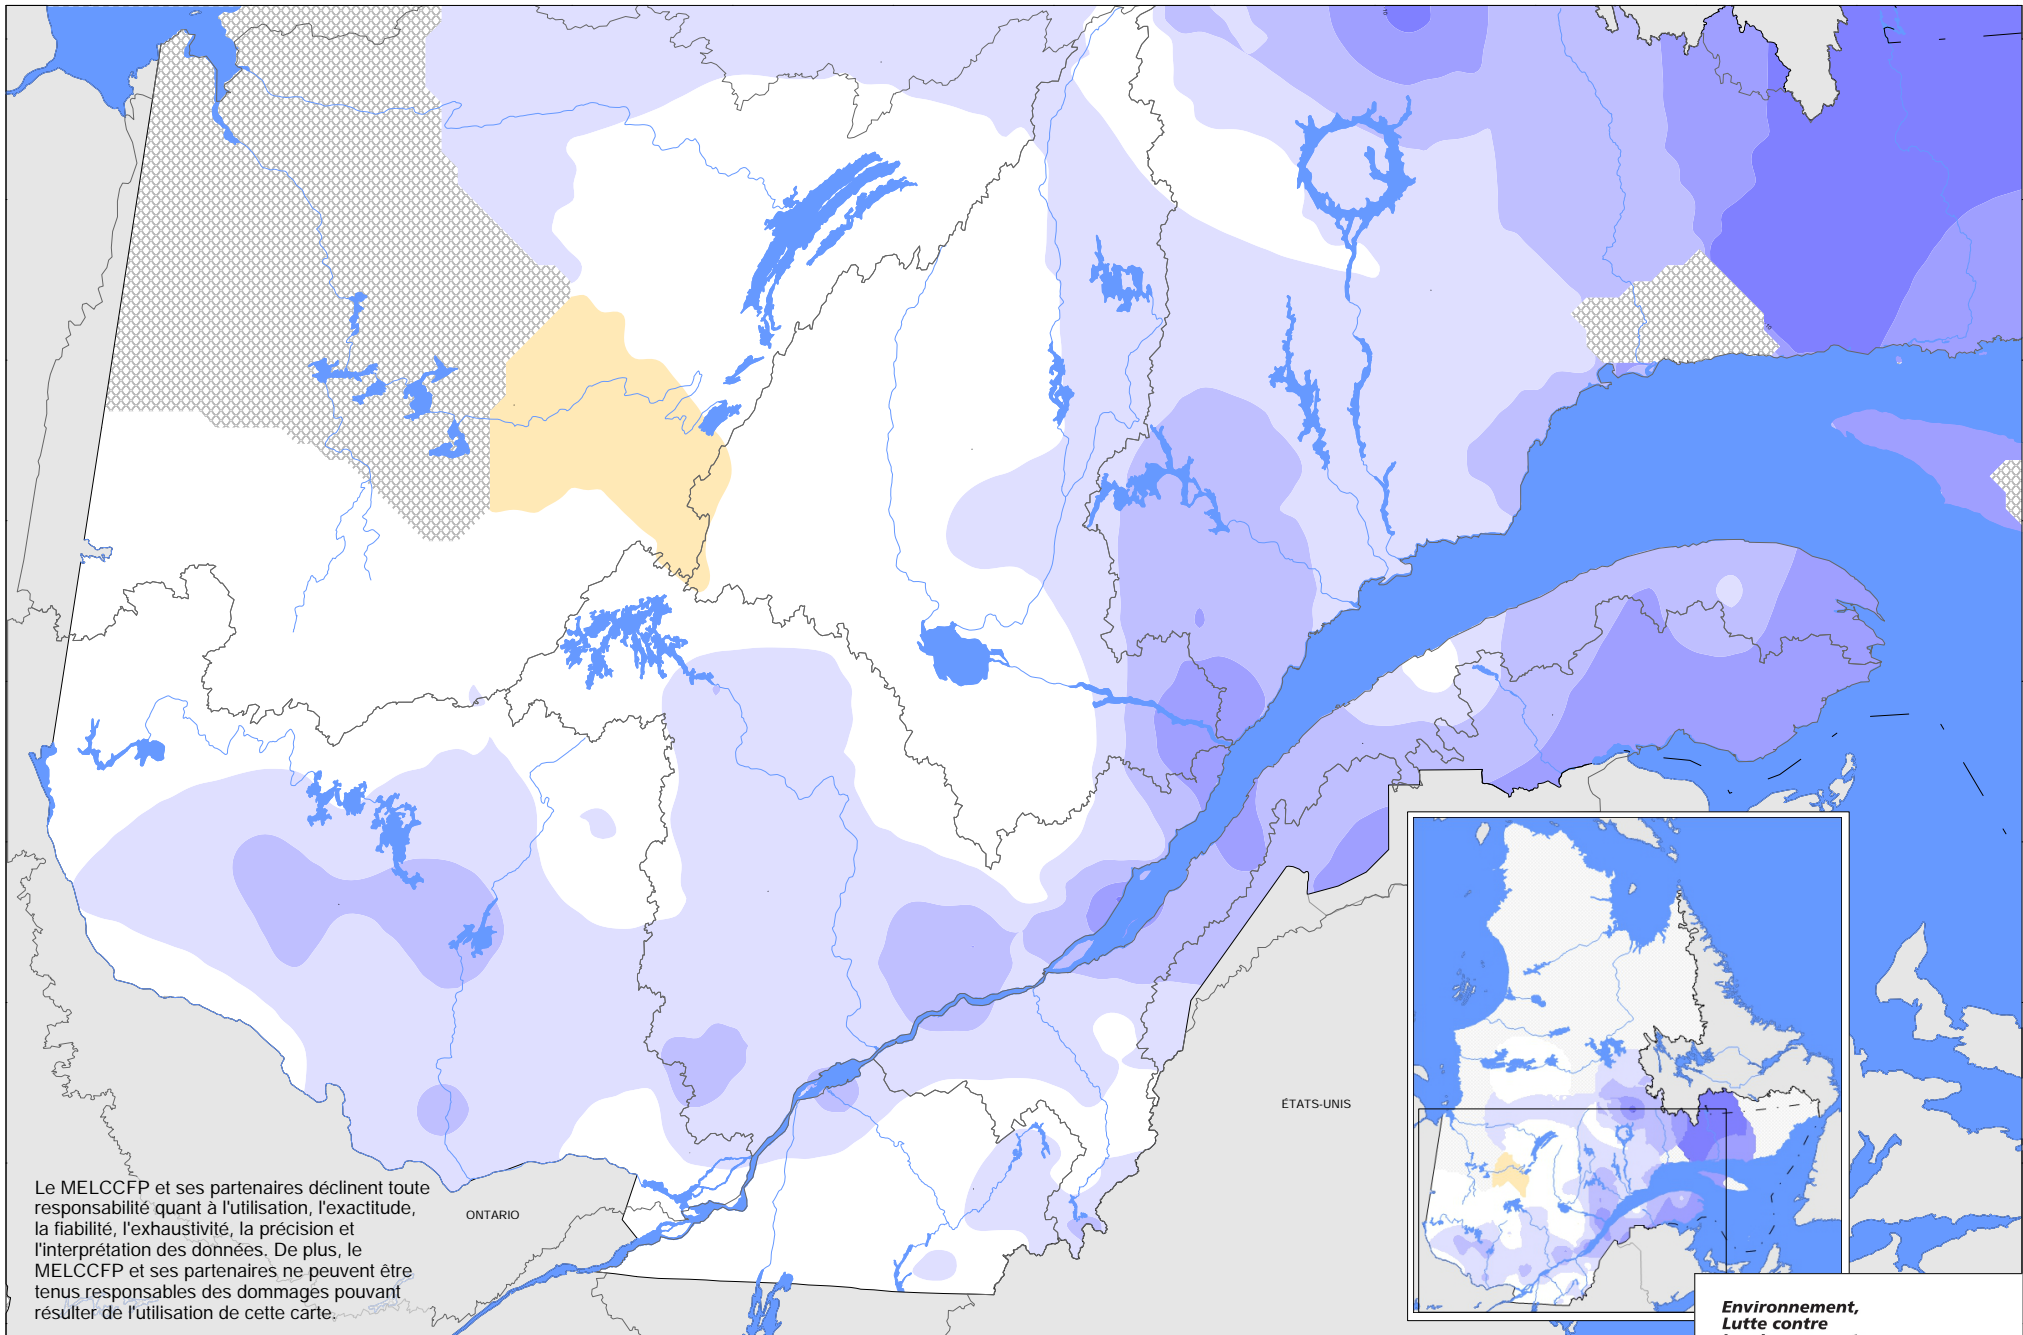 Le MELCCFP et ses partenaires déclinent toute
responsabilité quant à l'utilisation, l'exactitude,
la fiabilité, l'exhaustivité, la précision et
l'interprétation des données. De plus, le
MELCCFP et ses partenaires ne peuvent être
tenus responsables des dommages pouvant
résulter de l'utilisation de cette carte.
ONTARIO
ÉTATS-UNIS
Environnement,
Lutte contre